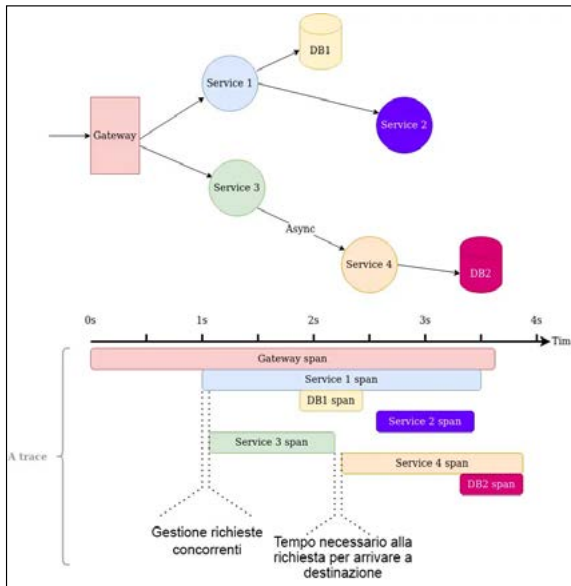 DB1
Service 1
Gateway
Service 2
Service 3
Async
Service 4
DB2
0s 1s 2s 3s 4s
Tim
Gateway span
Service 1 span
DB1 span
Service 2 span
Service 3 span
A trace
Service 4 span
DB2 span
Gestione richieste
concorrenti
Tempo necessario alla
richiesta per arrivare a
destinazione